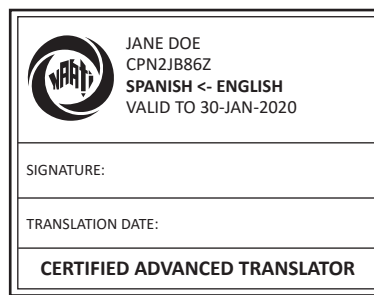 NAATi
JANE DOE
CPN2JB86Z
SPANISH <- ENGLISH
VALID TO 30-JAN-2020
SIGNATURE:
TRANSLATION DATE:
CERTIFIED ADVANCED TRANSLATOR